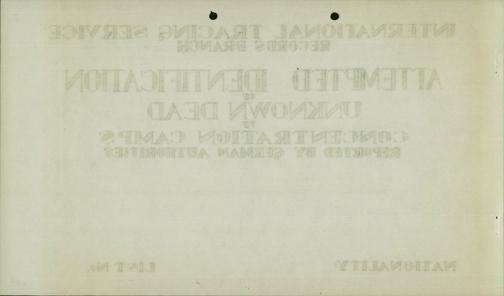 INTERNATIONAL TRACING SERVICE
RECORDS BRANCH
ATTEMPTED IDENTIFICATION
OF
UNKNOWN DEAD
IN
CONCENTRATION CAMPS
REPORTED BY GERMAN AUTHORITIES
NATIONALITY
LIST No.